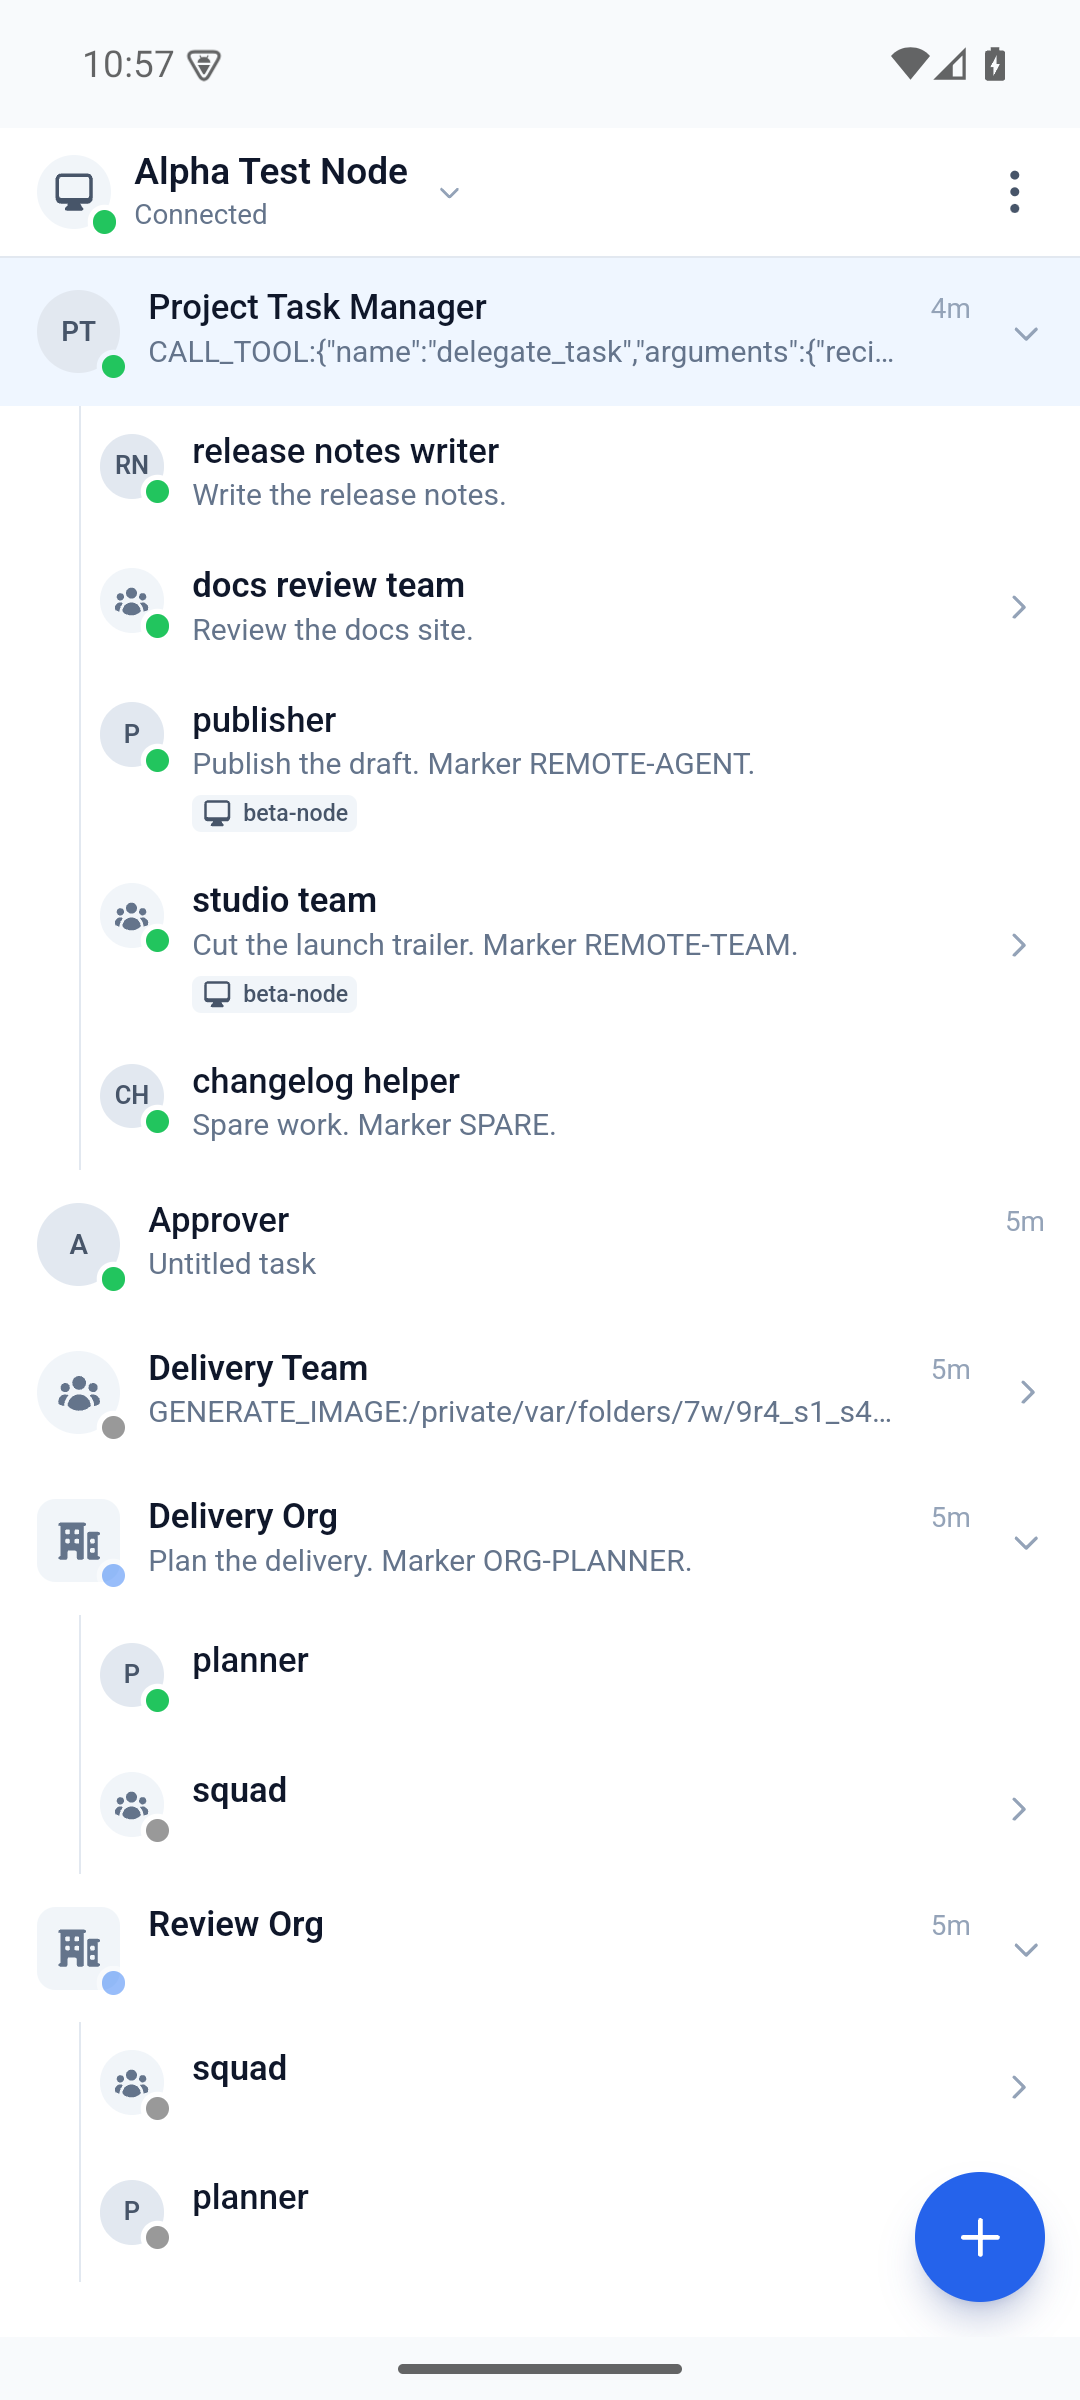 10:57
Alpha Test Node
Connected
PT
Project Task Manager
4m
CALL_TOOL:{"name":"delegate_task","arguments":{"reci...
RN
release notes writer
Write the release notes.
docs review team
Review the docs site.
P
publisher
Publish the draft. Marker REMOTE-AGENT.
beta-node
studio team
Cut the launch trailer. Marker REMOTE-TEAM.
beta-node
CH
changelog helper
Spare work. Marker SPARE.
A
Approver
5m
Untitled task
Delivery Team
5m
GENERATE_IMAGE:/private/var/folders/7w/9r4_s1_s4...
Delivery Org
5m
Plan the delivery. Marker ORG-PLANNER.
P
planner
squad
Review Org
5m
squad
P
planner